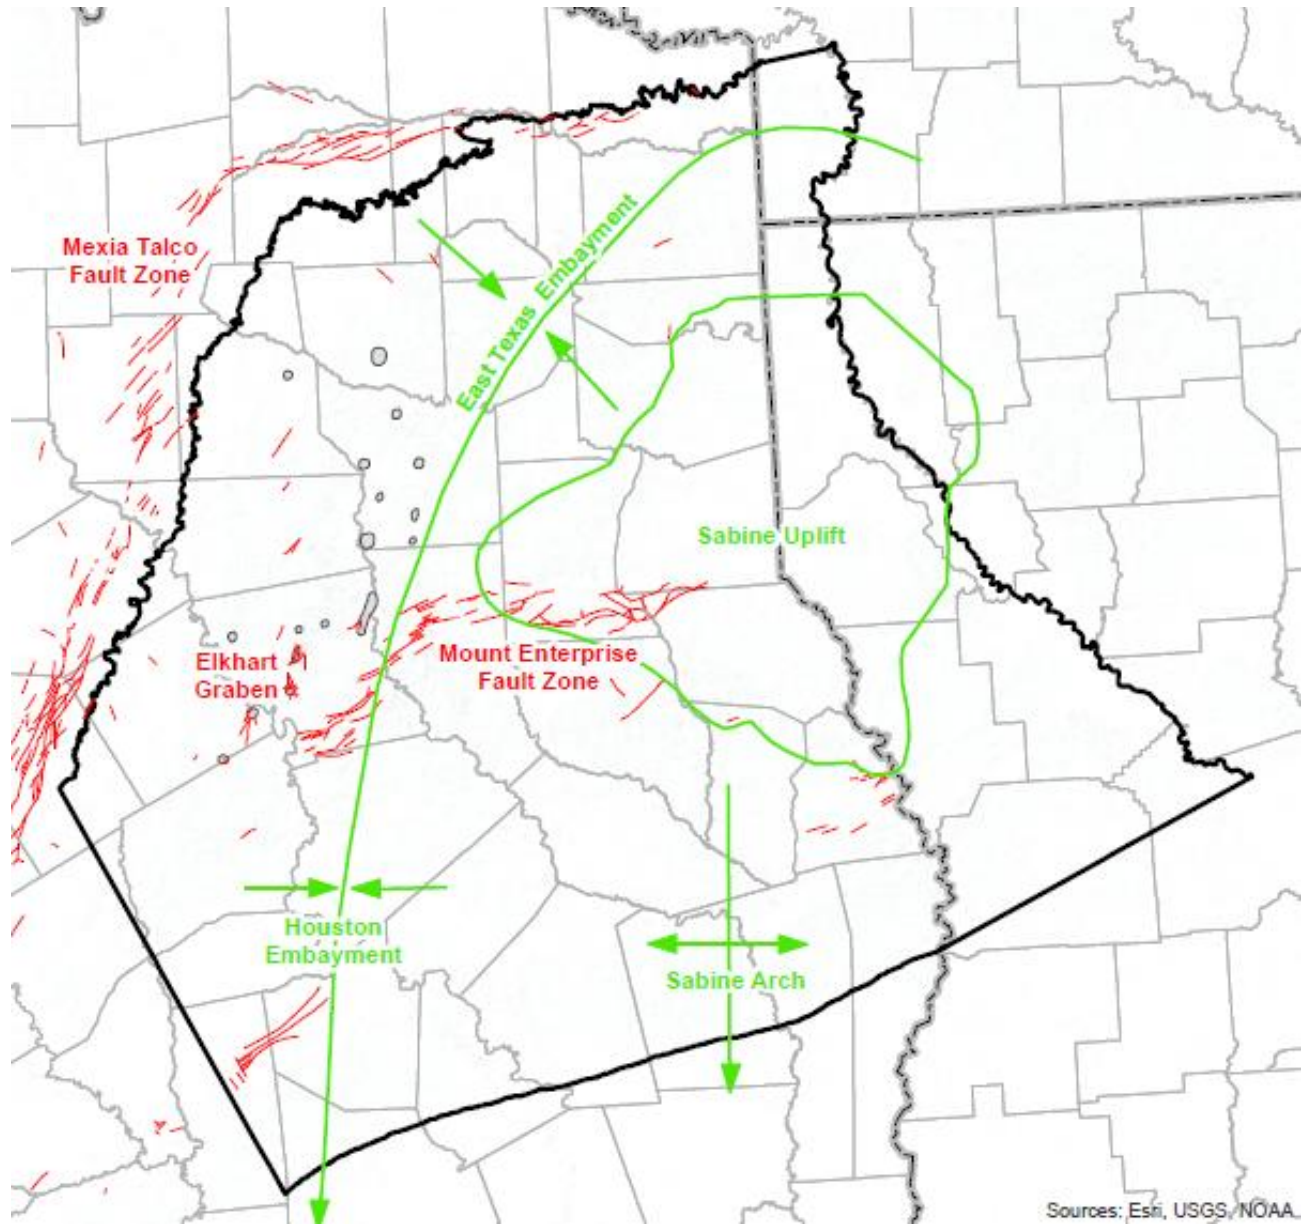 Mexia Talco
Fault Zone
East Texas Embayment
Sabine Uplift
Elkhart
Graben
Mount Enterprise
Fault Zone
Houston
Embayment
Sabine Arch
Sources: Esri, USGS, NOAA